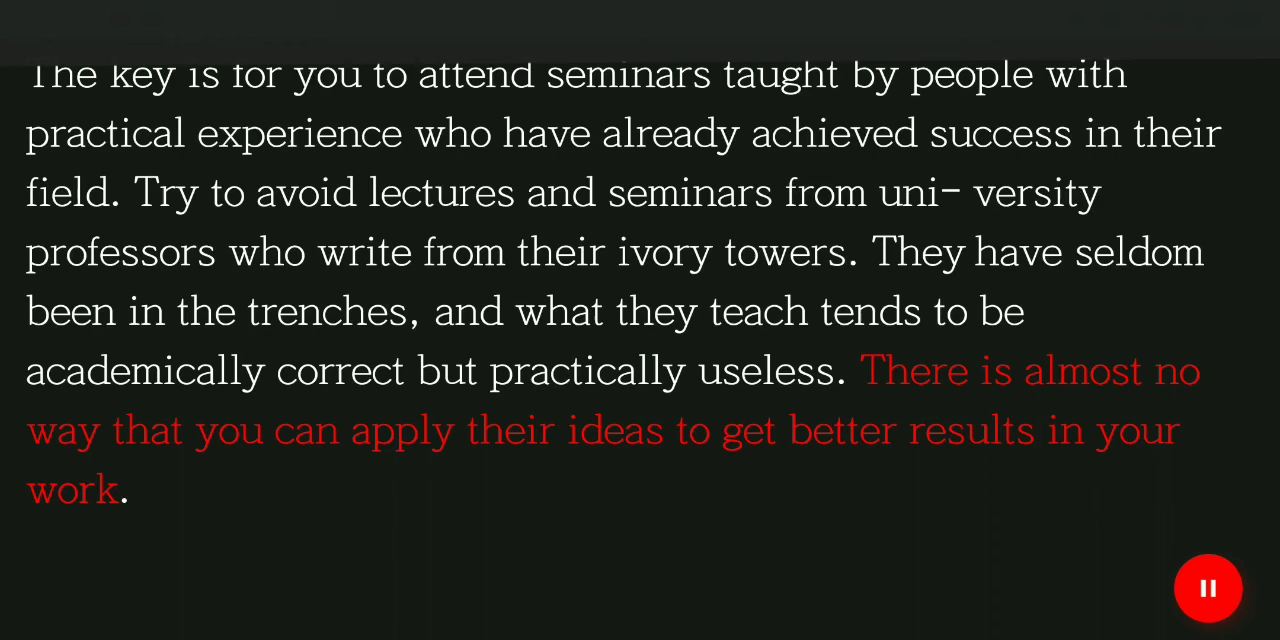 The key is for you to attend seminars taught by people with
practical experience who have already achieved success in their
field. Try to avoid lectures and seminars from uni- versity
professors who write from their ivory towers. They have seldom
been in the trenches, and what they teach tends to be
academically correct but practically useless. There is almost no
way that you can apply their ideas to get better results in your
work.